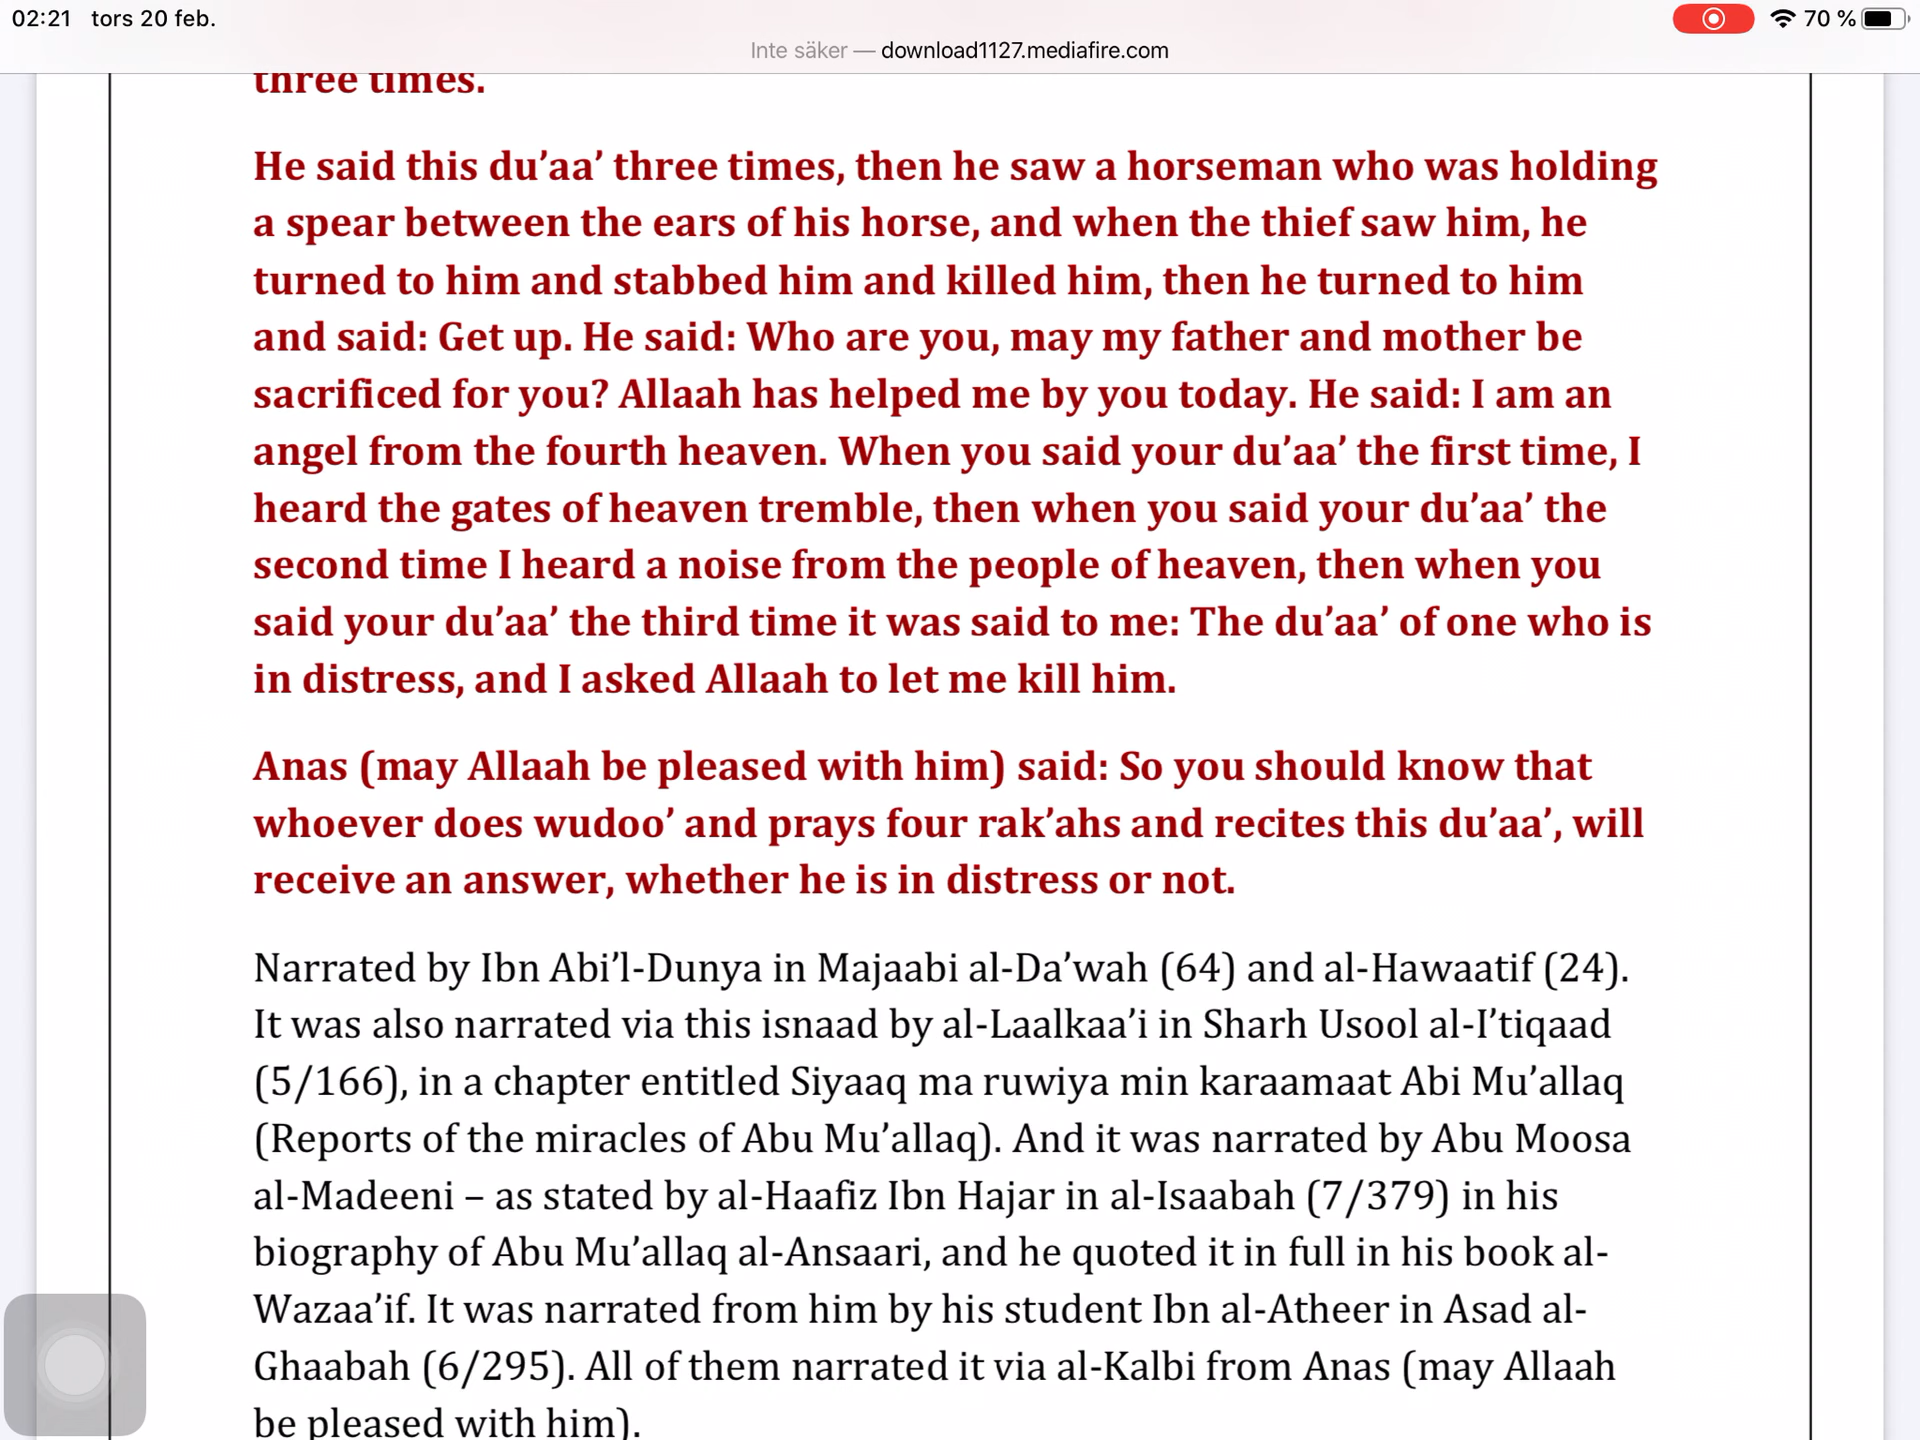 02:21 tors 20 feb.
70 %
Inte säker — download1127.mediafire.com
three times.
He said this du’aa’ three times, then he saw a horseman who was holding
a spear between the ears of his horse, and when the thief saw him, he
turned to him and stabbed him and killed him, then he turned to him
and said: Get up. He said: Who are you, may my father and mother be
sacrificed for you? Allaah has helped me by you today. He said: I am an
angel from the fourth heaven. When you said your du’aa’ the first time, I
heard the gates of heaven tremble, then when you said your du’aa’ the
second time I heard a noise from the people of heaven, then when you
said your du’aa’ the third time it was said to me: The du’aa’ of one who is
in distress, and I asked Allaah to let me kill him.
Anas (may Allaah be pleased with him) said: So you should know that
whoever does wudoo’ and prays four rak’ahs and recites this du’aa’, will
receive an answer, whether he is in distress or not.
Narrated by Ibn Abi’l-Dunya in Majaabi al-Da’wah (64) and al-Hawaatif (24).
It was also narrated via this isnaad by al-Laalkaa’i in Sharh Usool al-I’tiqaad
(5/166), in a chapter entitled Siyaaq ma ruwiya min karaamaat Abi Mu’allaq
(Reports of the miracles of Abu Mu’allaq). And it was narrated by Abu Moosa
al-Madeeni – as stated by al-Haafiz Ibn Hajar in al-Isaabah (7/379) in his
biography of Abu Mu’allaq al-Ansaari, and he quoted it in full in his book al-
Wazaa’if. It was narrated from him by his student Ibn al-Atheer in Asad al-
Ghaabah (6/295). All of them narrated it via al-Kalbi from Anas (may Allaah
be pleased with him).